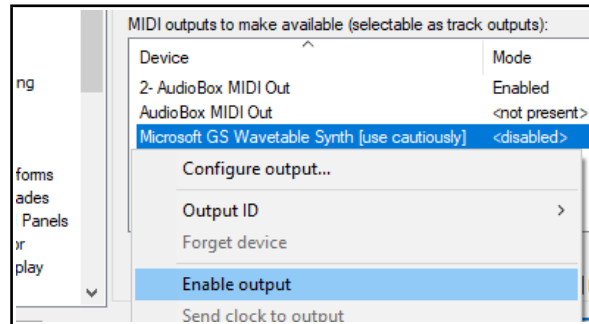 MIDI outputs to make available (selectable as track outputs):
Device Mode
ng
2- AudioBox MIDI Out Enabled
AudioBox MIDI Out <not present>
Microsoft GS Wavetable Synth [use cautiously] <disabled>
Configure output...
forms
ades
Output ID
Panels
or
Forget device
play
Enable output
Send clock to output